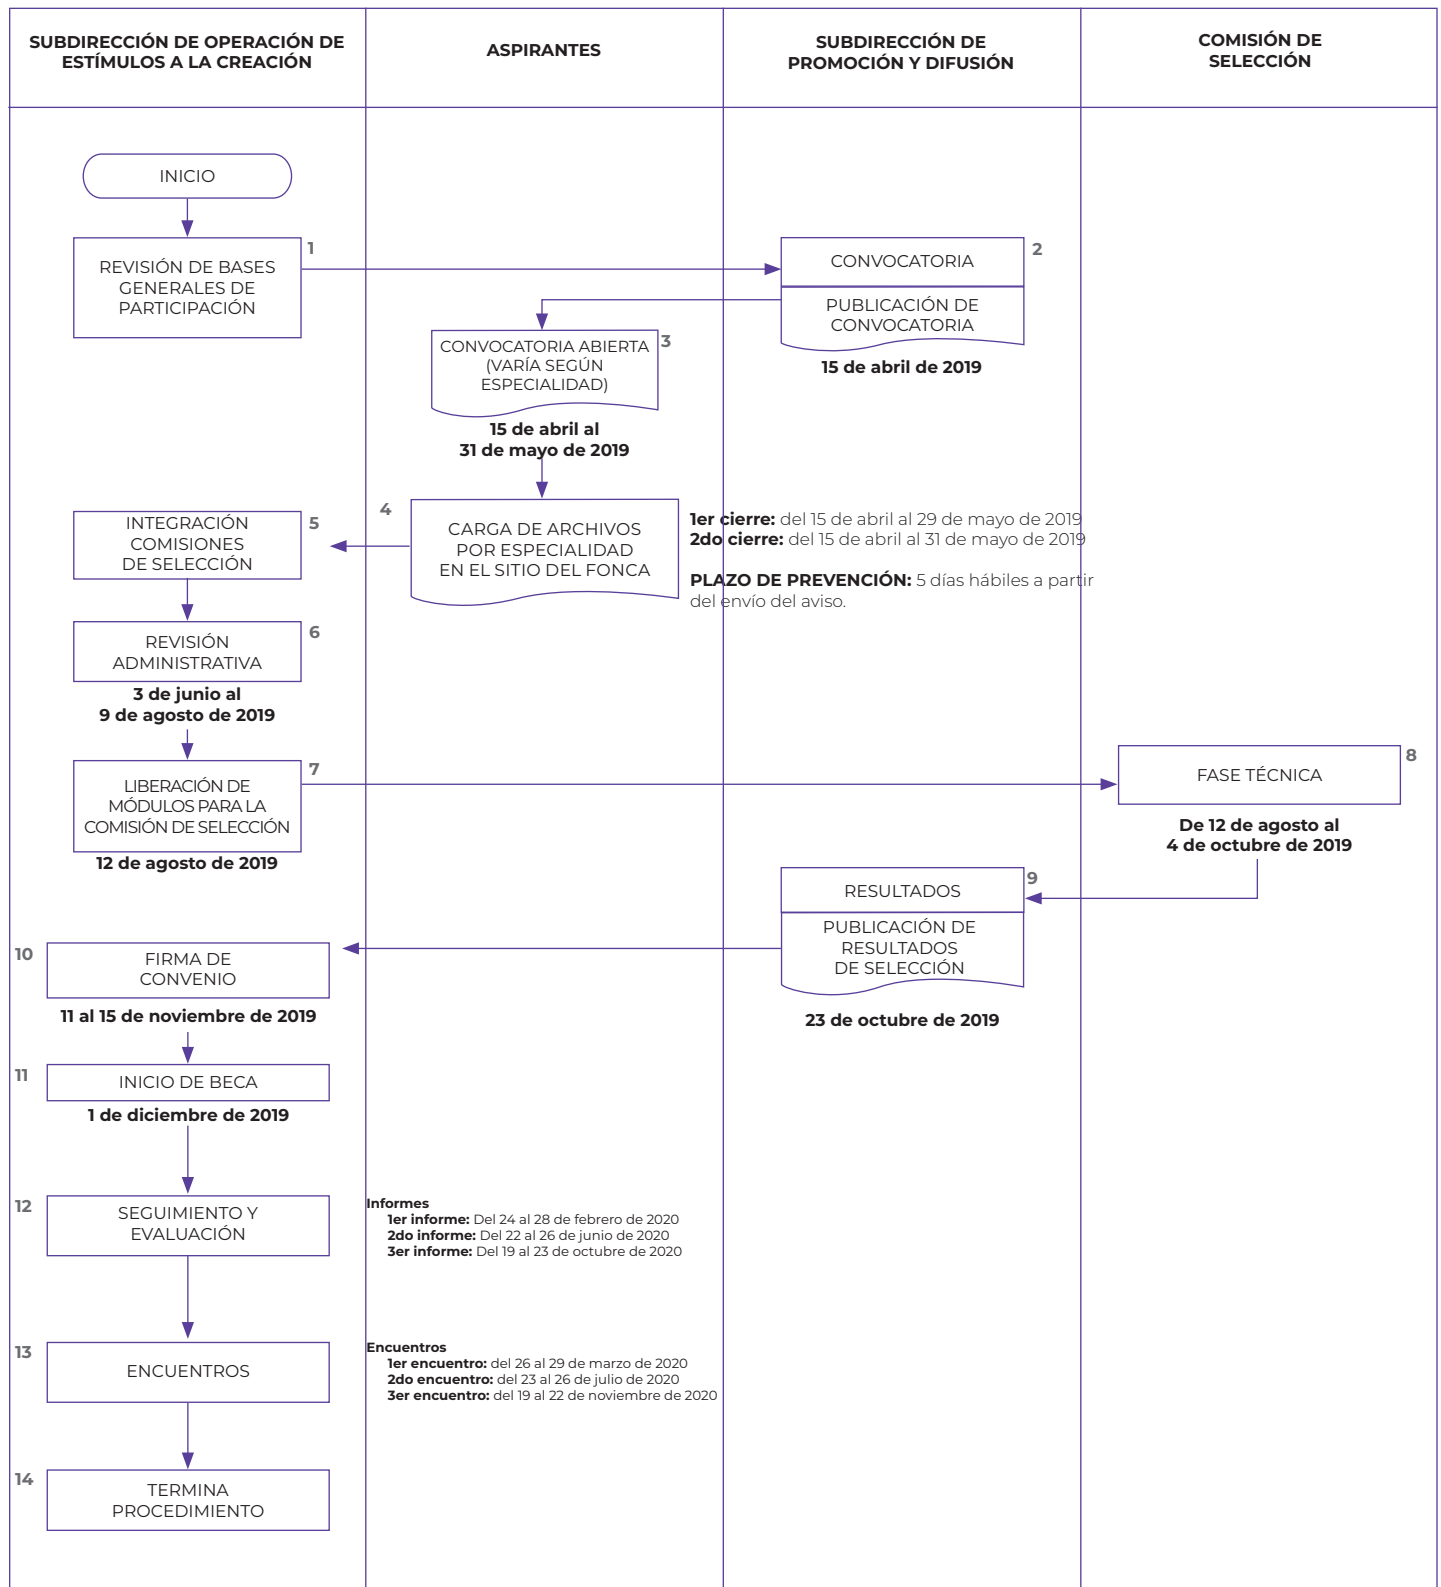 SUBDIRECCIÓN DE OPERACIÓN DE
ESTÍMULOS A LA CREACIÓN
ASPIRANTES
SUBDIRECCIÓN DE
PROMOCIÓN Y DIFUSIÓN
COMISIÓN DE
SELECCIÓN
INICIO
1
REVISIÓN DE BASES
GENERALES DE
PARTICIPACIÓN
2
CONVOCATORIA
PUBLICACIÓN DE
CONVOCATORIA
15 de abril de 2019
3
CONVOCATORIA ABIERTA
(VARÍA SEGÚN
ESPECIALIDAD)
15 de abril al
31 de mayo de 2019
4
CARGA DE ARCHIVOS
POR ESPECIALIDAD
EN EL SITIO DEL FONCA
1er cierre: del 15 de abril al 29 de mayo de 2019
2do cierre: del 15 de abril al 31 de mayo de 2019
PLAZO DE PREVENCIÓN: 5 días hábiles a partir
del envío del aviso.
5
INTEGRACIÓN
COMISIONES
DE SELECCIÓN
6
REVISIÓN
ADMINISTRATIVA
3 de junio al
9 de agosto de 2019
7
LIBERACIÓN DE
MÓDULOS PARA LA
COMISIÓN DE SELECCIÓN
12 de agosto de 2019
8
FASE TÉCNICA
De 12 de agosto al
4 de octubre de 2019
9
RESULTADOS
PUBLICACIÓN DE
RESULTADOS
DE SELECCIÓN
23 de octubre de 2019
10
FIRMA DE
CONVENIO
11 al 15 de noviembre de 2019
11
INICIO DE BECA
1 de diciembre de 2019
12
SEGUIMIENTO Y
EVALUACIÓN
Informes
1er informe: Del 24 al 28 de febrero de 2020
2do informe: Del 22 al 26 de junio de 2020
3er informe: Del 19 al 23 de octubre de 2020
13
ENCUENTROS
Encuentros
1er encuentro: del 26 al 29 de marzo de 2020
2do encuentro: del 23 al 26 de julio de 2020
3er encuentro: del 19 al 22 de noviembre de 2020
14
TERMINA
PROCEDIMIENTO